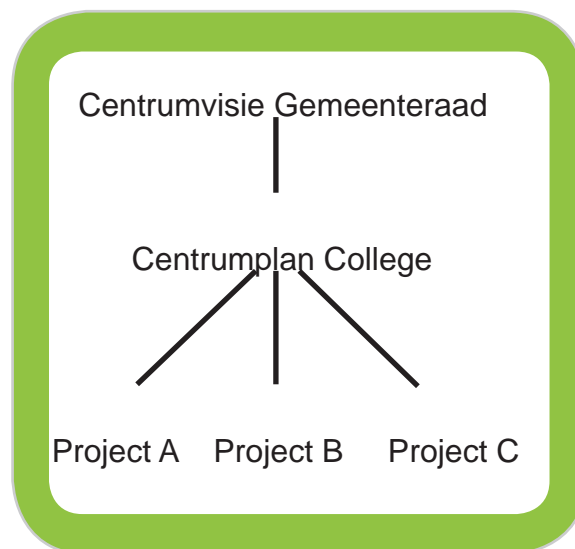 Centrumvisie Gemeenteraad
Centrumplan College
Project A Project B Project C